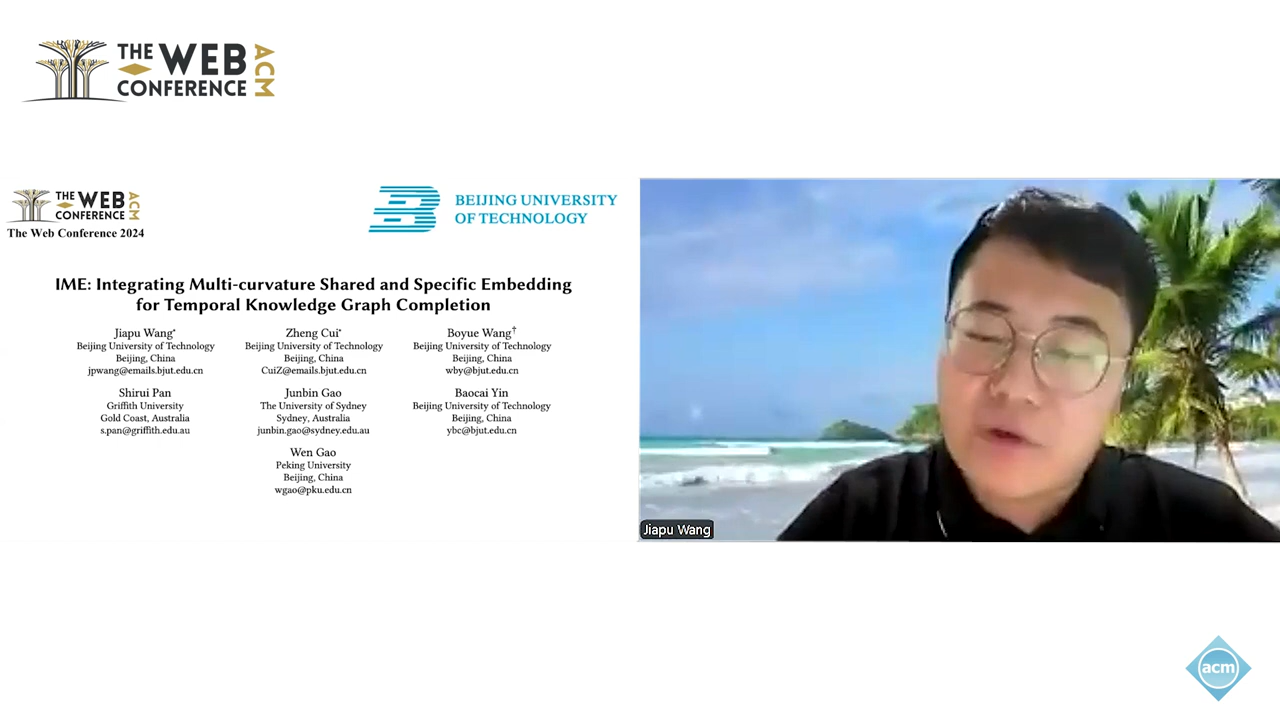 THE WEB CONFERENCE ACM
THE WEB CONFERENCE ACM
The Web Conference 2024
BEIJING UNIVERSITY
OF TECHNOLOGY
IME: Integrating Multi-curvature Shared and Specific Embedding
for Temporal Knowledge Graph Completion
Jiapu Wang*
Beijing University of Technology
Beijing, China
jpwang@emails.bjut.edu.cn
Zheng Cui*
Beijing University of Technology
Beijing, China
CuiZ@emails.bjut.edu.cn
Boyue Wang†
Beijing University of Technology
Beijing, China
wby@bjut.edu.cn
Shirui Pan
Griffith University
Gold Coast, Australia
s.pan@griffith.edu.au
Junbin Gao
The University of Sydney
Sydney, Australia
junbin.gao@sydney.edu.au
Baocai Yin
Beijing University of Technology
Beijing, China
ybc@bjut.edu.cn
Wen Gao
Peking University
Beijing, China
wgao@pku.edu.cn
Jiapu Wang
acm